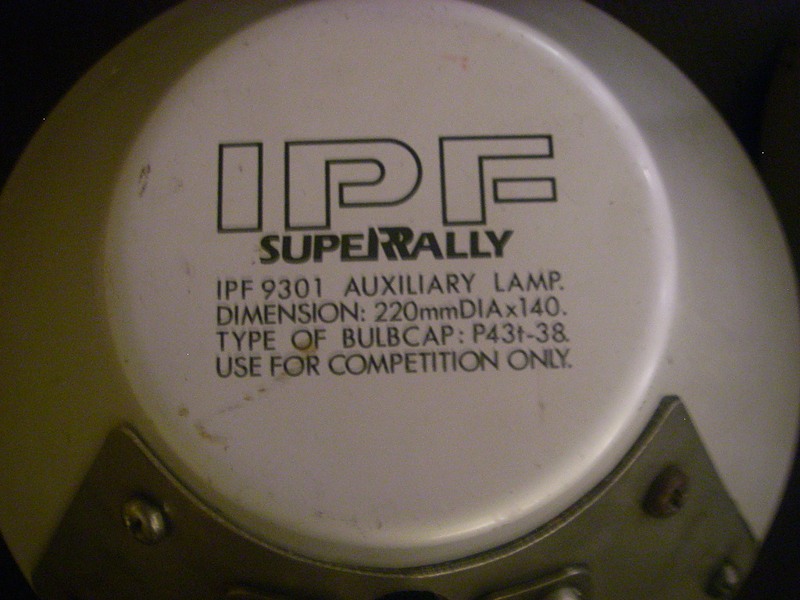 IPF
SUPERRALLY
IPF 9301 AUXILIARY LAMP.
DIMENSION: 220mmDIAx140.
TYPE OF BULBCAP: P43t-38.
USE FOR COMPETITION ONLY.